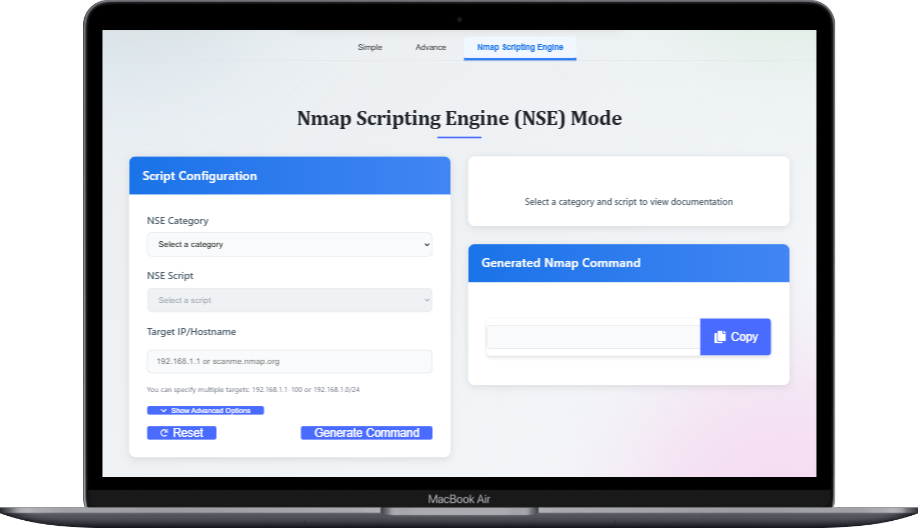 Simple
Advance
Nmap Scripting Engine
Nmap Scripting Engine (NSE) Mode
Script Configuration
NSE Category
Select a category
NSE Script
Select a script
Target IP/Hostname
192.168.1.1 or scanme.nmap.org
You can specify multiple targets: 192.168.1.1-100 or 192.168.1.0/24
Show Advanced Options
Reset
Generate Command
Select a category and script to view documentation
Generated Nmap Command
Copy
MacBook Air